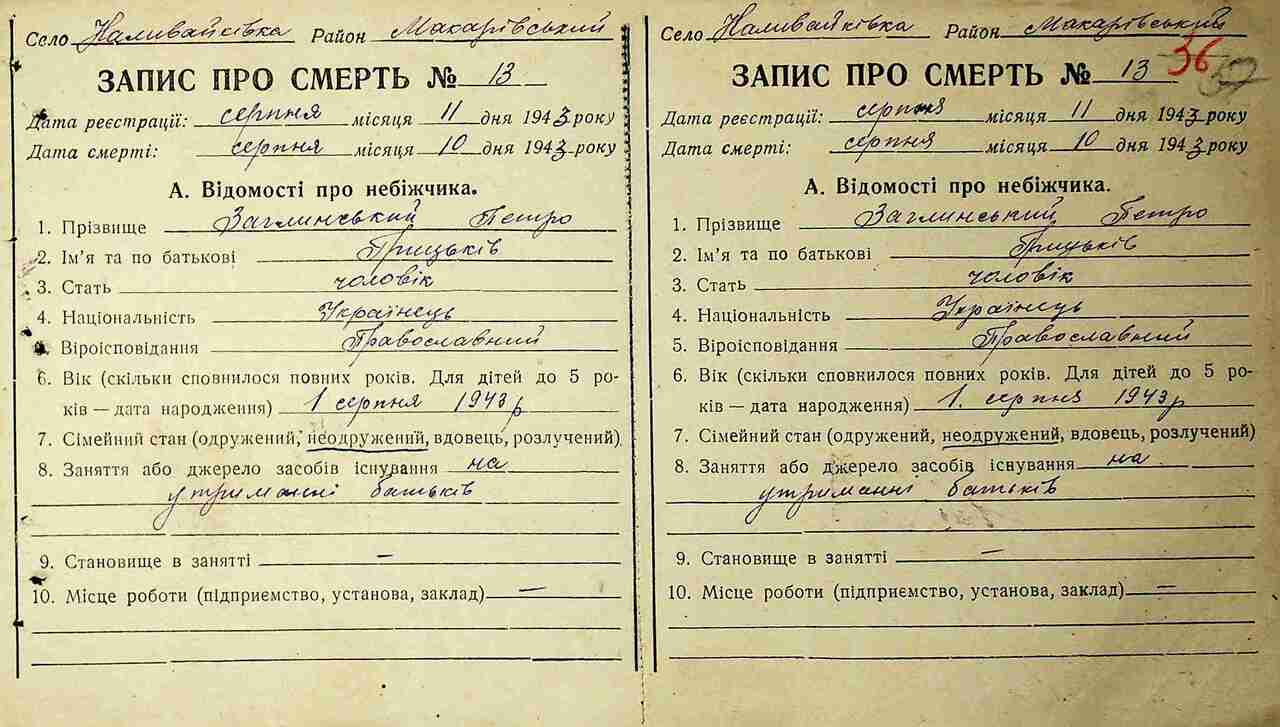 Село Наливайківка Район Макарівський
ЗАПИС ПРО СМЕРТЬ № 13
Дата реєстрації: серпня місяця 11 дня 1943 року
Дата смерті: серпня місяця 10 дня 1943 року
А. Відомості про небіжчика.
1. Прізвище Заглинський Петро
2. Ім'я та по батькові Грицьків
3. Стать чоловік
4. Національність Українець
5. Віроісповідання Православний
6. Вік (скільки сповнилося повних років. Для дітей до 5 ро-
ків — дата народження) 1 серпня 1943 р
7. Сімейний стан (одружений, неодружений, вдовець, розлучений)
8. Заняття або джерело засобів існування на
утриманні батьків
9. Становище в занятті —
10. Місце роботи (підприємство, установа, заклад) —
Село Наливайківка Район Макарівський
36
ЗАПИС ПРО СМЕРТЬ № 13
Дата реєстрації: серпня місяця 11 дня 1943 року
Дата смерті: серпня місяця 10 дня 1943 року
А. Відомості про небіжчика.
1. Прізвище Заглинський Петро
2. Ім'я та по батькові Грицьків
3. Стать чоловік
4. Національність Українець
5. Віроісповідання Православний
6. Вік (скільки сповнилося повних років. Для дітей до 5 ро-
ків — дата народження) 1. серпня 1943 р
7. Сімейний стан (одружений, неодружений, вдовець, розлучений)
8. Заняття або джерело засобів існування на
утриманні батьків
9. Становище в занятті —
10. Місце роботи (підприємство, установа, заклад) —